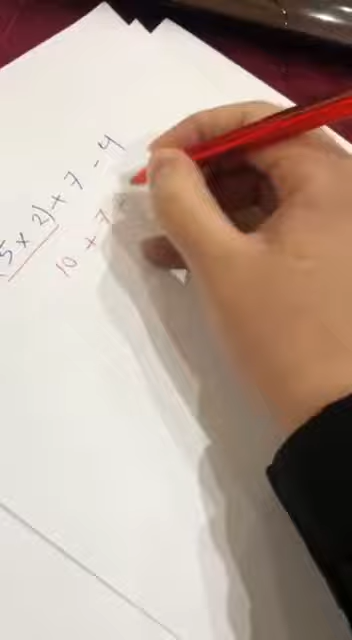 (5 x 2) + 7 - 4
10 + 7 -